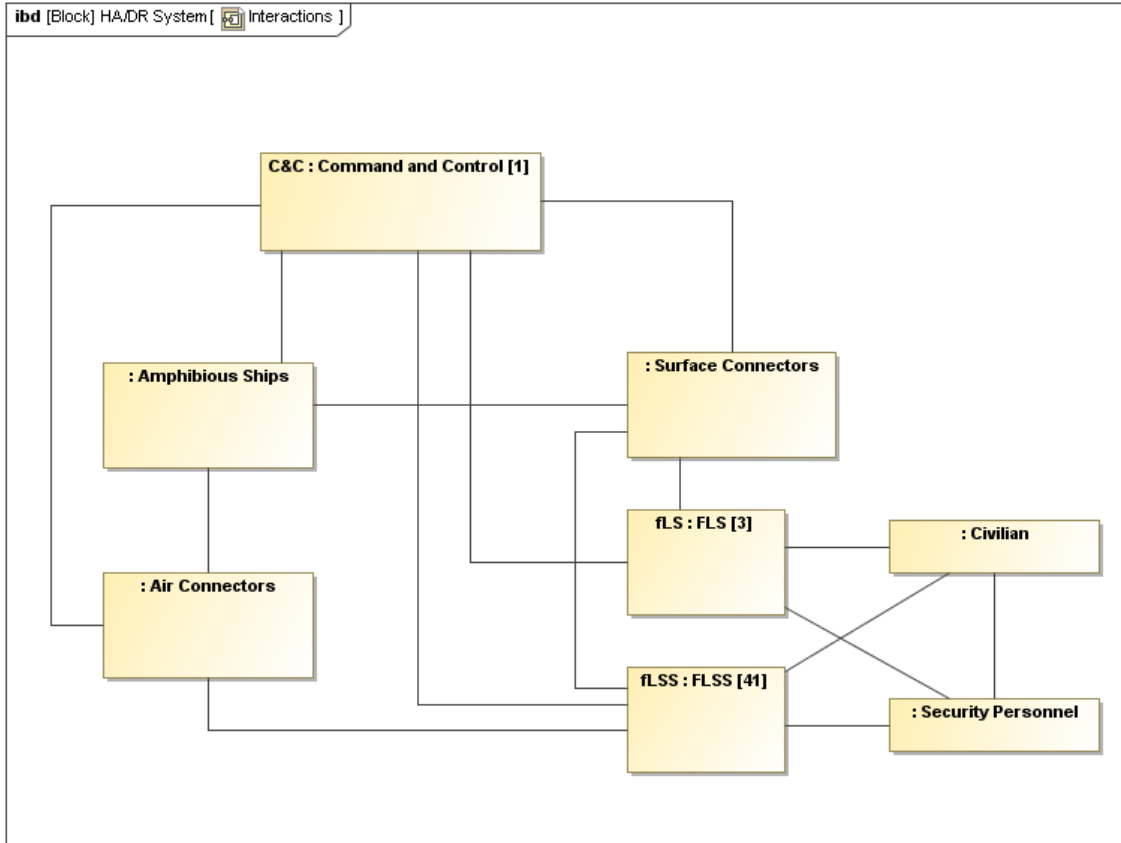 ibd [Block] HA/DR System [ Interactions ]
C&C : Command and Control [1]
: Amphibious Ships
: Surface Connectors
fLS : FLS [3]
: Civilian
: Air Connectors
fLSS : FLSS [41]
: Security Personnel